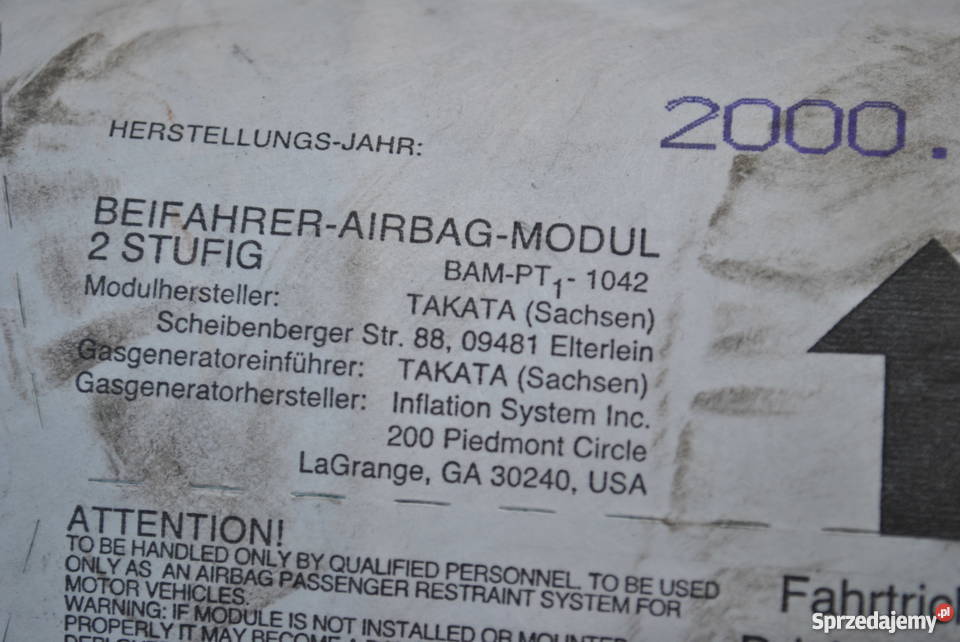 HERSTELLUNGS-JAHR: 2000.
BEIFAHRER-AIRBAG-MODUL
2 STUFIG
BAM-PT1- 1042
Modulhersteller: TAKATA (Sachsen)
Scheibenberger Str. 88, 09481 Elterlein
Gasgeneratoreinführer: TAKATA (Sachsen)
Gasgeneratorhersteller: Inflation System Inc.
200 Piedmont Circle
LaGrange, GA 30240, USA
ATTENTION!
TO BE HANDLED ONLY BY QUALIFIED PERSONNEL. TO BE USED
ONLY AS AN AIRBAG PASSENGER RESTRAINT SYSTEM FOR
MOTOR VEHICLES.
WARNING: IF MODULE IS NOT INSTALLED OR MOUNTED
PROPERLY IT MAY BECOME A
Fahrtric
Sprzedajemy.pl